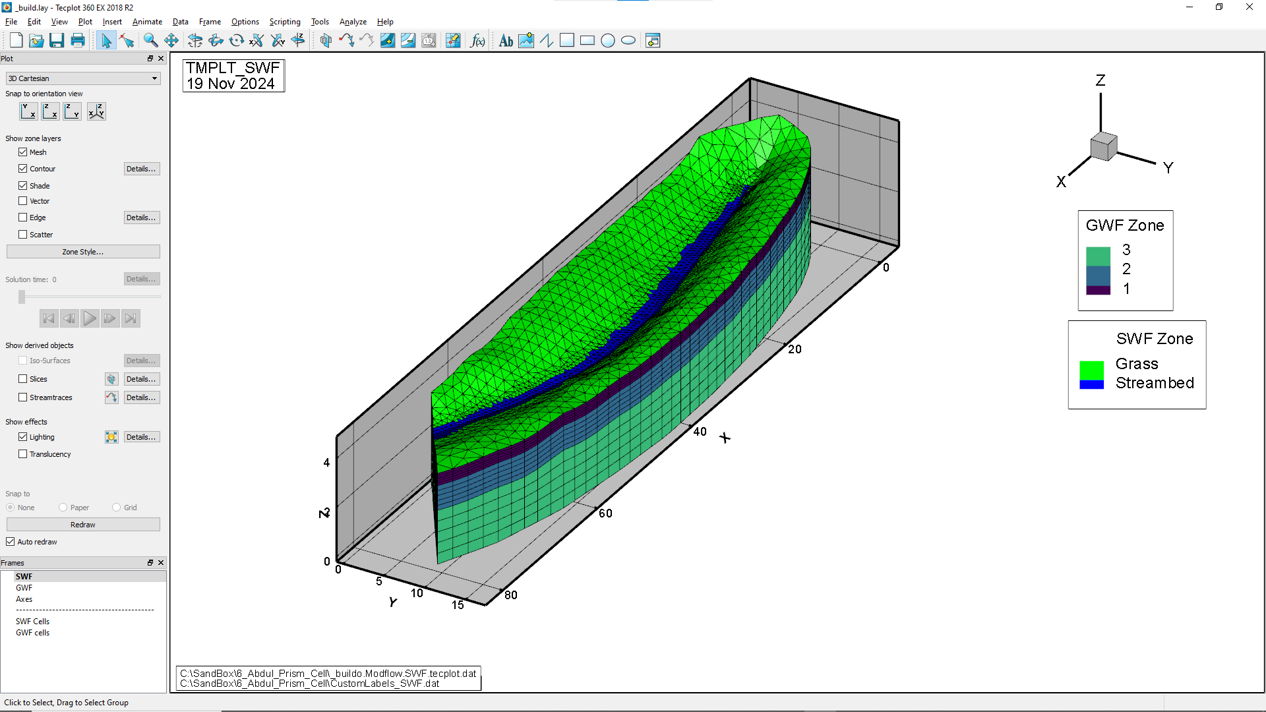 _build.lay - Tecplot 360 EX 2018 R2
File Edit View Plot Insert Animate Data Frame Options Scripting Tools Analyze Help
Plot
3D Cartesian
Snap to orientation view
Show zone layers
Mesh
Contour Details...
Shade
Vector
Edge Details...
Scatter
Zone Style...
Solution time: 0 Details...
Show derived objects
Iso-Surfaces Details...
Slices Details...
Streamtraces Details...
Show effects
Lighting Details...
Translucency
Snap to
None Paper Grid
Redraw
Auto redraw
Frames
SWF
GWF
Axes
SWF Cells
GWF cells
Click to Select, Drag to Select Group
TMPLT_SWF
19 Nov 2024
Z
X
Y
GWF Zone
3
2
1
SWF Zone
Grass
Streambed
0
20
40
X
60
80
4
Z
2
0
0
5
10
15
Y
C:\SandBox\6_Abdul_Prism_Cell\_buildo.Modflow.SWF.tecplot.dat
C:\SandBox\6_Abdul_Prism_Cell\CustomLabels_SWF.dat